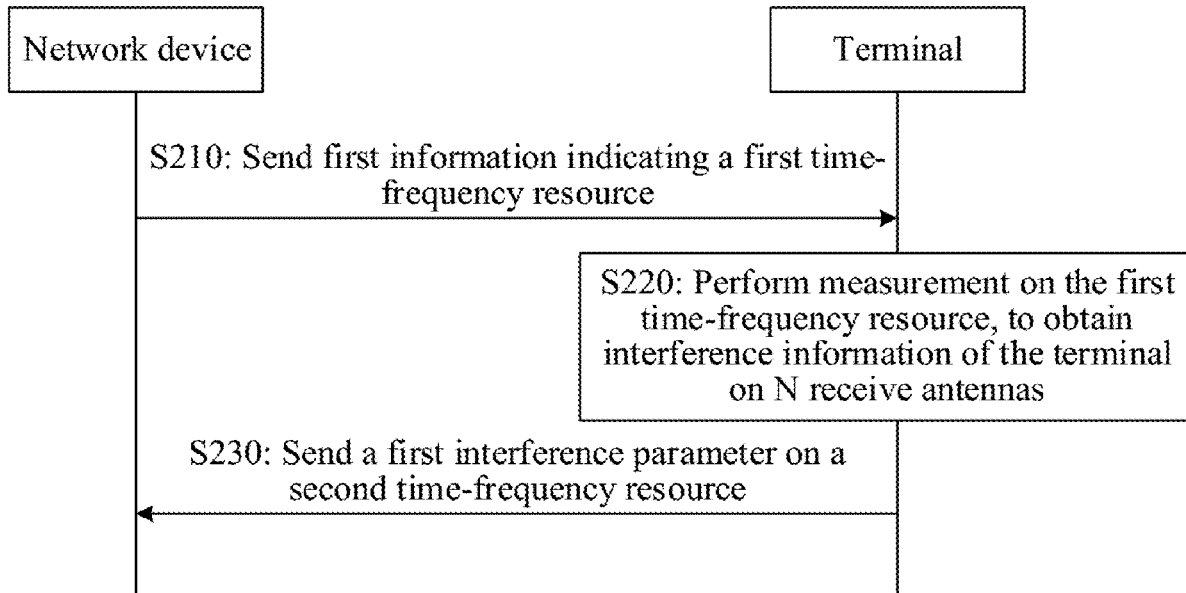 Network device
Terminal
S210: Send first information indicating a first time-
frequency resource
S220: Perform measurement on the first
time-frequency resource, to obtain
interference information of the terminal
on N receive antennas
S230: Send a first interference parameter on a
second time-frequency resource